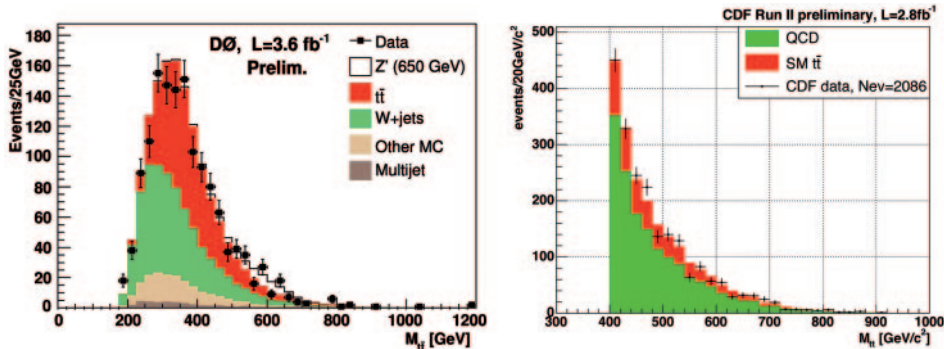 DØ, L=3.6 fb-1
Prelim.
Data
Z' (650 GeV)
tt̄
W+jets
Other MC
Multijet
Events/25GeV
180
160
140
120
100
80
60
40
20
0
0 200 400 600 800 1000 1200
Mtt̄ [GeV]
CDF Run II preliminary, L=2.8fb-1
QCD
SM tt̄
CDF data, Nev=2086
events/20GeV/c2
500
400
300
200
100
0
300 400 500 600 700 800 900 1000
Mtt̄ [GeV/c2]